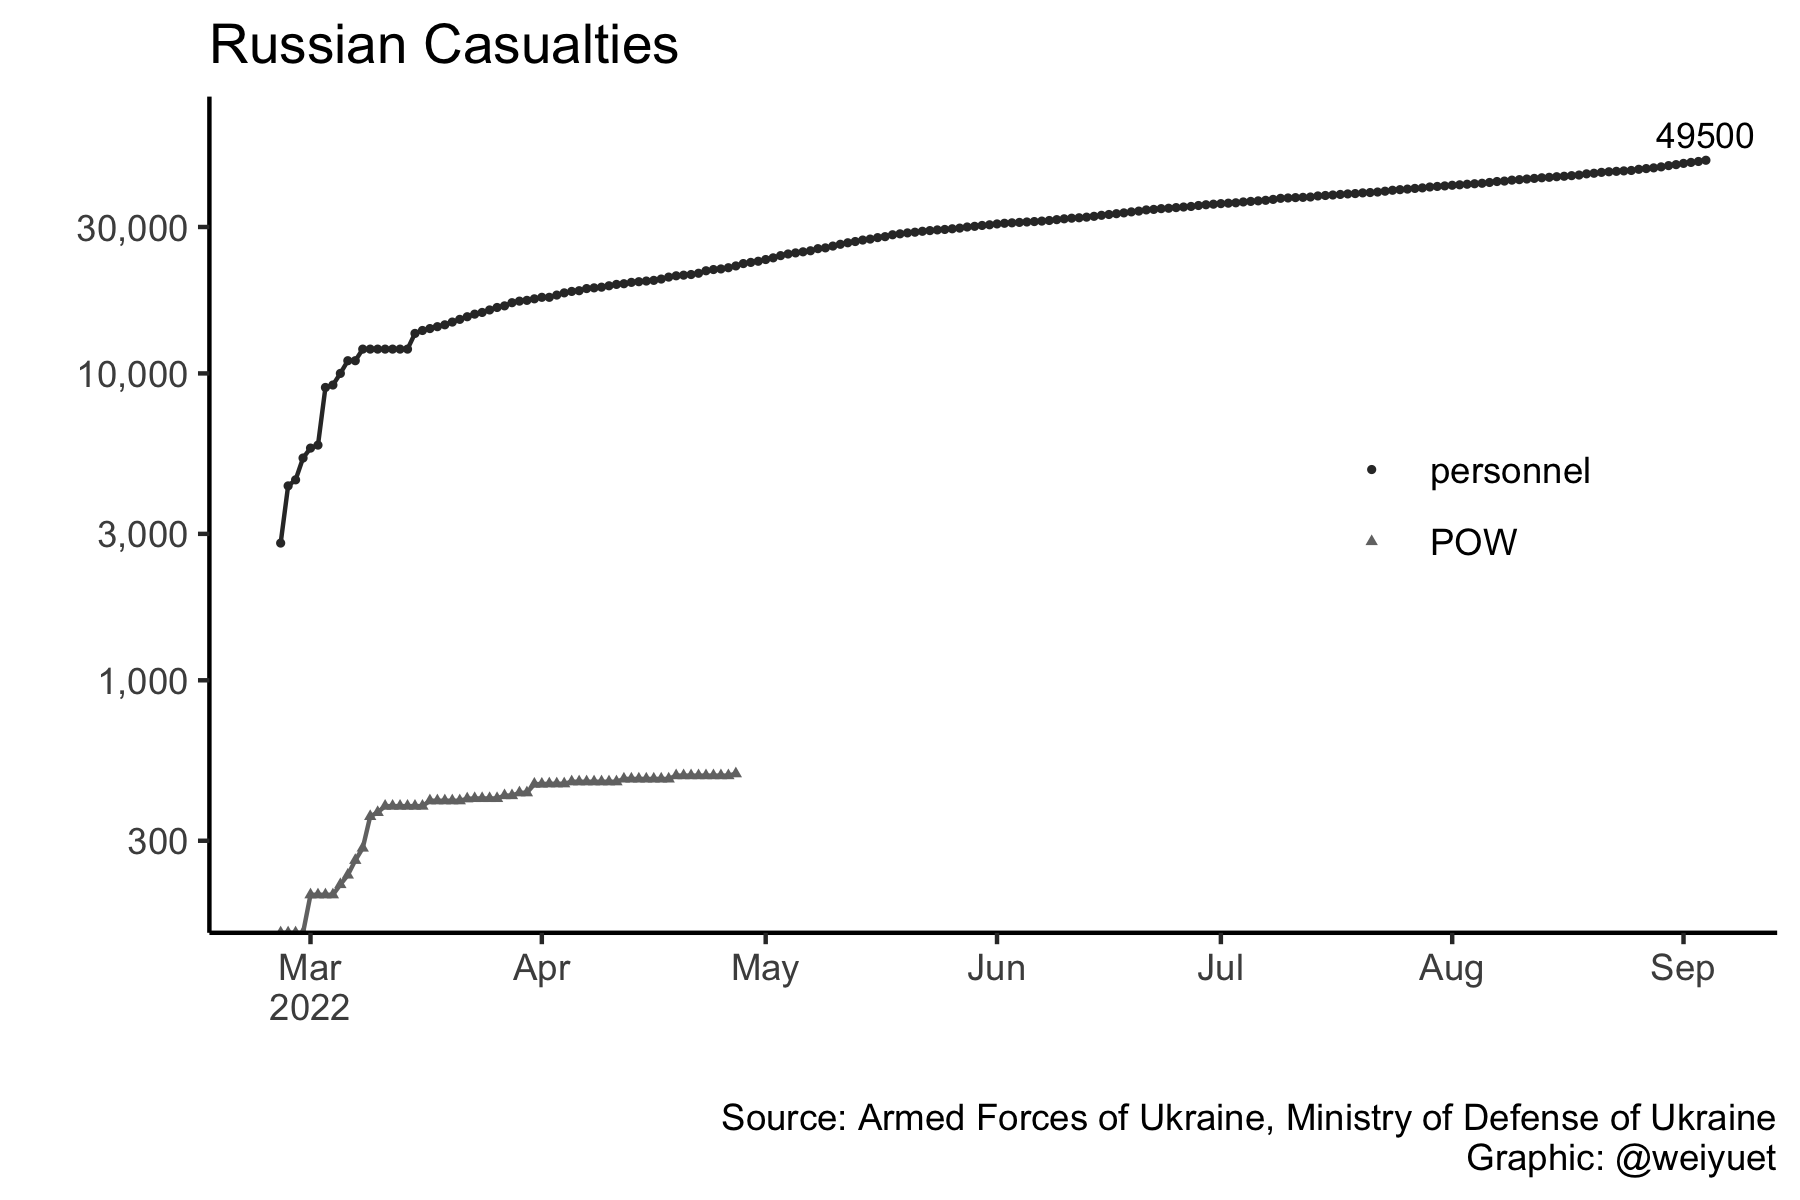 Russian Casualties
49500
30,000
10,000
3,000
1,000
300
personnel
POW
Mar Apr May Jun Jul Aug Sep
2022
Source: Armed Forces of Ukraine, Ministry of Defense of Ukraine
Graphic: @weiyuet